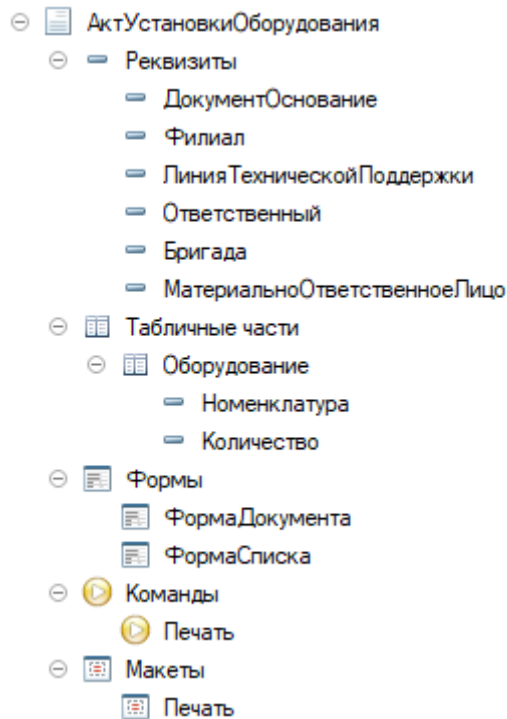 АктУстановкиОборудования
Реквизиты
ДокументОснование
Филиал
ЛинияТехническойПоддержки
Ответственный
Бригада
МатериальноОтветственноеЛицо
Табличные части
Оборудование
Номенклатура
Количество
Формы
ФормаДокумента
ФормаСписка
Команды
Печать
Макеты
Печать